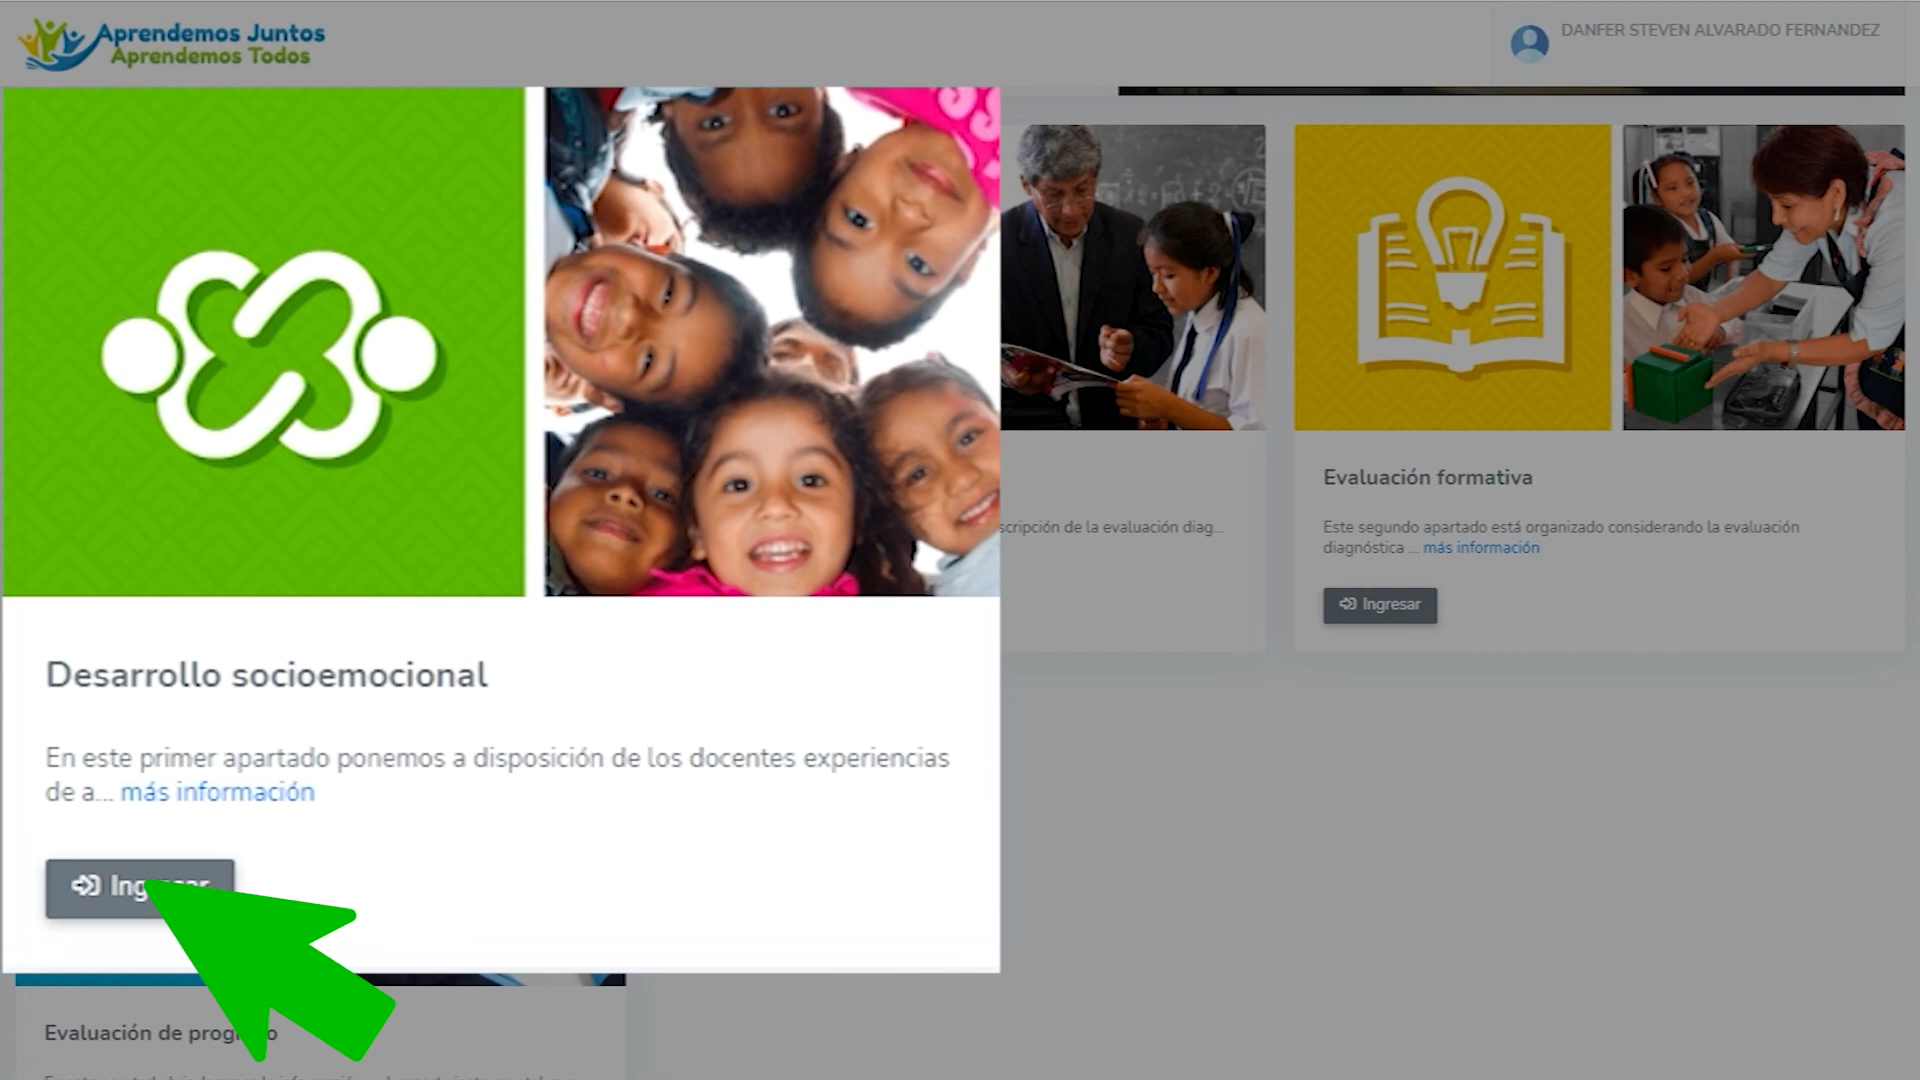 Aprendemos Juntos
Aprendemos Todos
DANFER STEVEN ALVARADO FERNANDEZ
Desarrollo socioemocional
En este primer apartado ponemos a disposición de los docentes experiencias
de a... más información
Ingresar
scripción de la evaluación diag...
Evaluación formativa
Este segundo apartado está organizado considerando la evaluación
diagnóstica ... más información
Ingresar
Evaluación de progreso